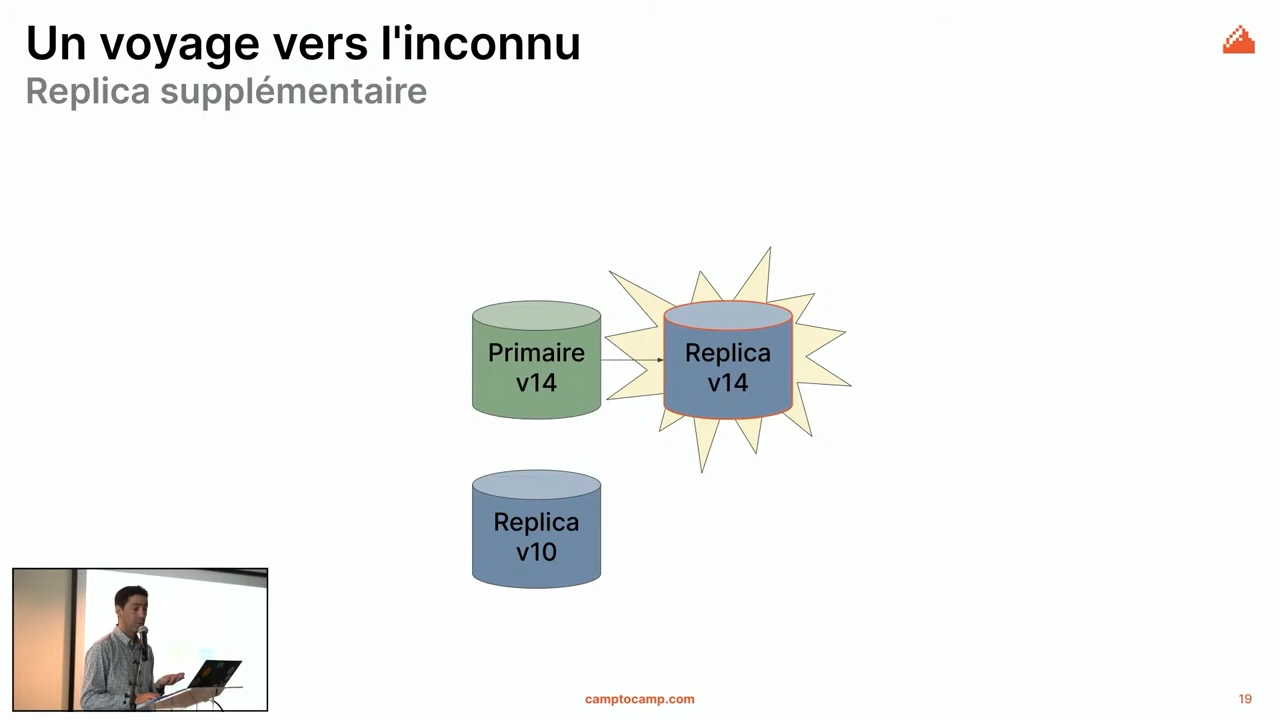 Un voyage vers l'inconnu
Replica supplémentaire
Primaire
v14
Replica
v14
Replica
v10
camptocamp.com
19